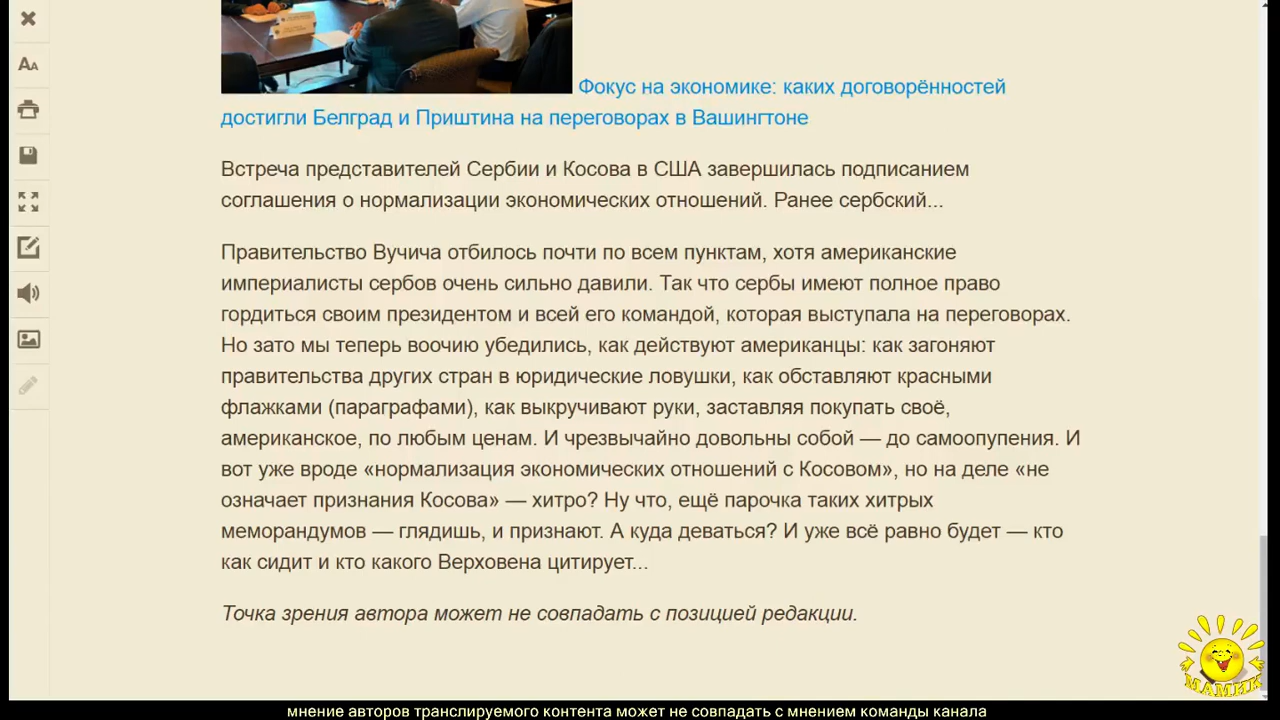 Фокус на экономике: каких договорённостей
достигли Белград и Приштина на переговорах в Вашингтоне
Встреча представителей Сербии и Косова в США завершилась подписанием
соглашения о нормализации экономических отношений. Ранее сербский...
Правительство Вучича отбилось почти по всем пунктам, хотя американские
империалисты сербов очень сильно давили. Так что сербы имеют полное право
гордиться своим президентом и всей его командой, которая выступала на переговорах.
Но зато мы теперь воочию убедились, как действуют американцы: как загоняют
правительства других стран в юридические ловушки, как обставляют красными
флажками (параграфами), как выкручивают руки, заставляя покупать своё,
американское, по любым ценам. И чрезвычайно довольны собой — до самоопупения. И
вот уже вроде «нормализация экономических отношений с Косовом», но на деле «не
означает признания Косова» — хитро? Ну что, ещё парочка таких хитрых
меморандумов — глядишь, и признают. А куда деваться? И уже всё равно будет — кто
как сидит и кто какого Верховена цитирует...
Точка зрения автора может не совпадать с позицией редакции.
МАМИК
мнение авторов транслируемого контента может не совпадать с мнением команды канала